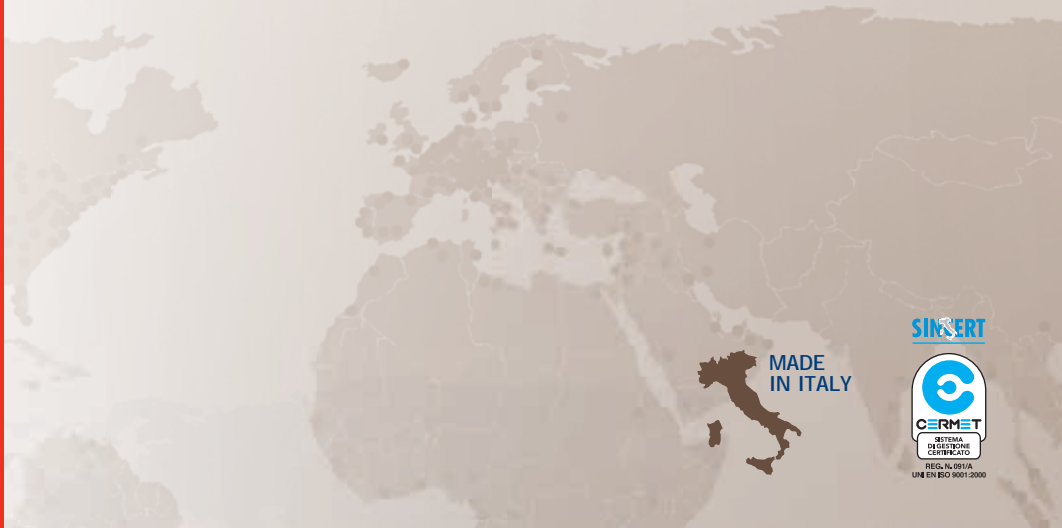 MADE
IN ITALY
SINCERT
CERMET
SISTEMA
DI GESTIONE
CERTIFICATO
REG. N. 091/A
UNI EN ISO 9001:2000